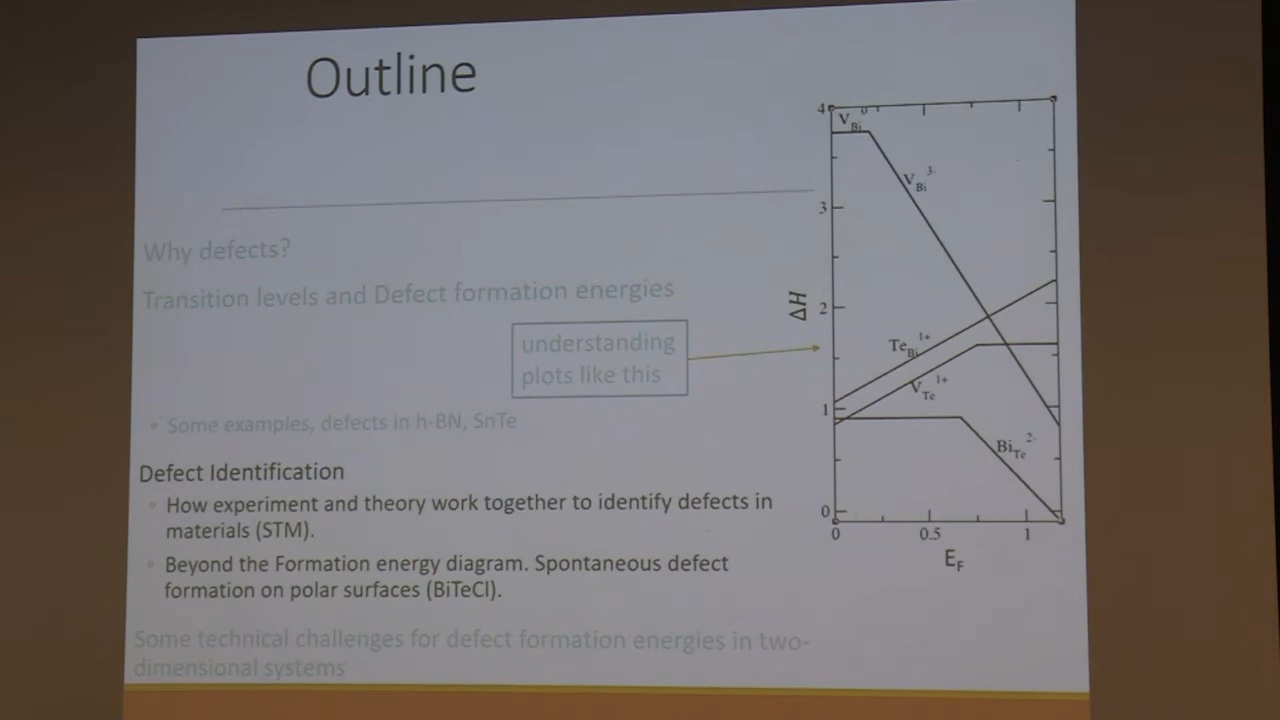 Outline
Why defects?
Transition levels and Defect formation energies
understanding
plots like this
Some examples, defects in h-BN, SnTe
Defect Identification
How experiment and theory work together to identify defects in
materials (STM).
Beyond the Formation energy diagram. Spontaneous defect
formation on polar surfaces (BiTeCl).
Some technical challenges for defect formation energies in two-
dimensional systems
4
3
2
1
0
ΔH
V_Bi^0
V_Bi^3-
Te_Bi^1+
V_Te^1+
Bi_Te^2-
0 0.5 1
E_F